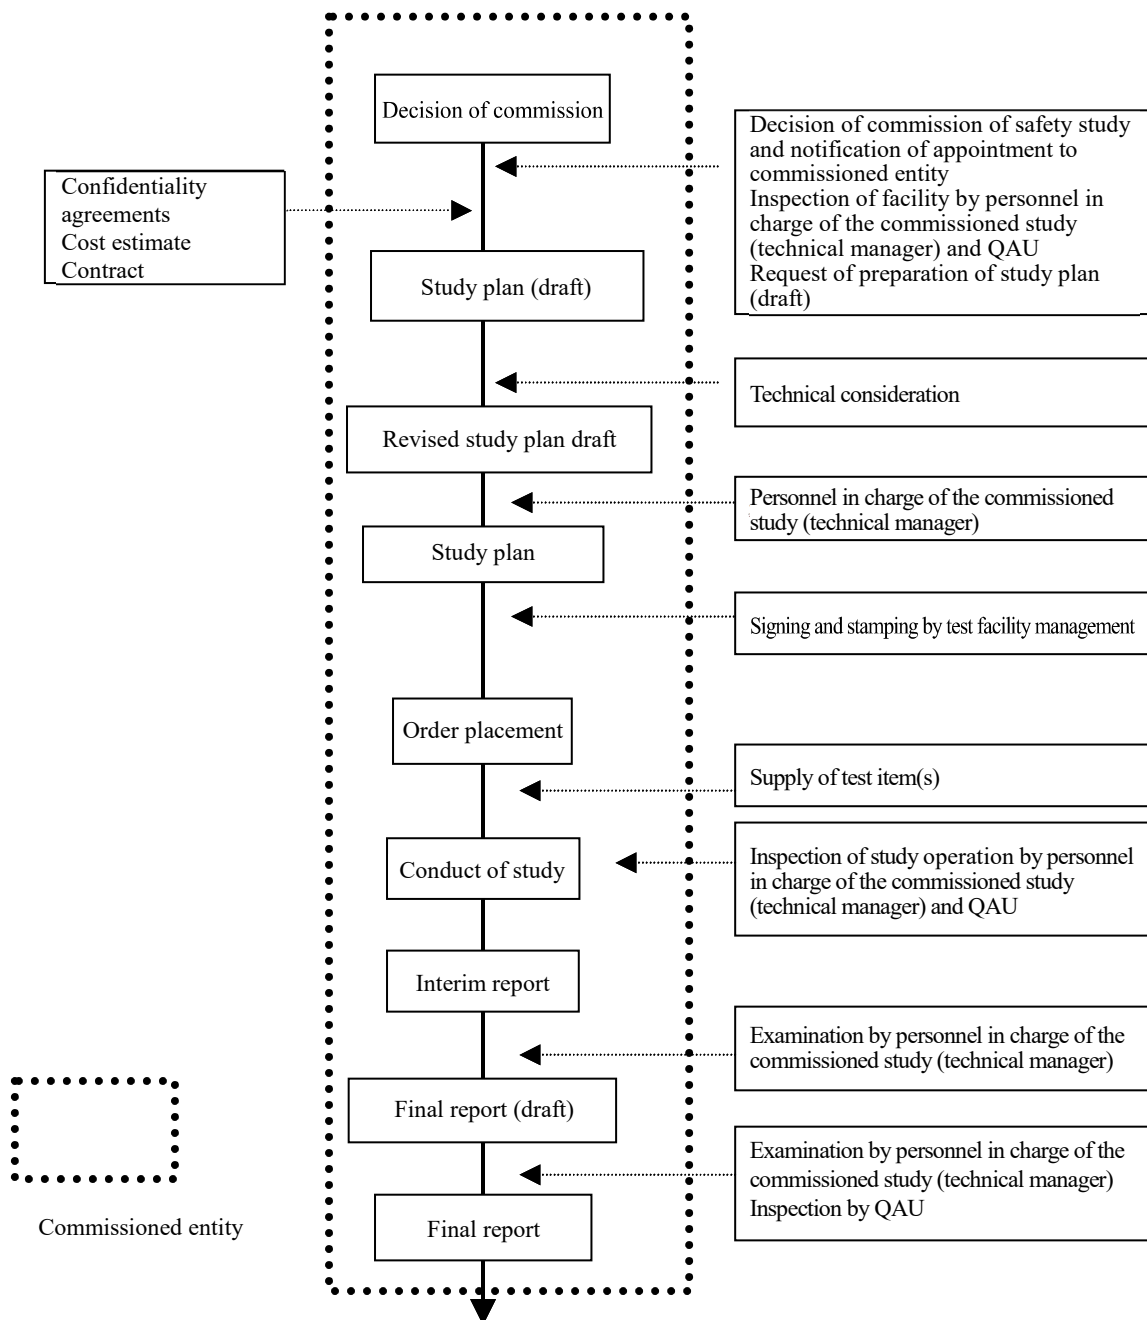 Decision of commission
Decision of commission of safety study
and notification of appointment to
commissioned entity
Inspection of facility by personnel in
charge of the commissioned study
(technical manager) and QAU
Request of preparation of study plan
(draft)
Confidentiality
agreements
Cost estimate
Contract
Study plan (draft)
Technical consideration
Revised study plan draft
Personnel in charge of the commissioned
study (technical manager)
Study plan
Signing and stamping by test facility management
Order placement
Supply of test item(s)
Conduct of study
Inspection of study operation by personnel
in charge of the commissioned study
(technical manager) and QAU
Interim report
Examination by personnel in charge of the
commissioned study (technical manager)
Final report (draft)
Examination by personnel in charge of the
commissioned study (technical manager)
Inspection by QAU
Final report
Commissioned entity